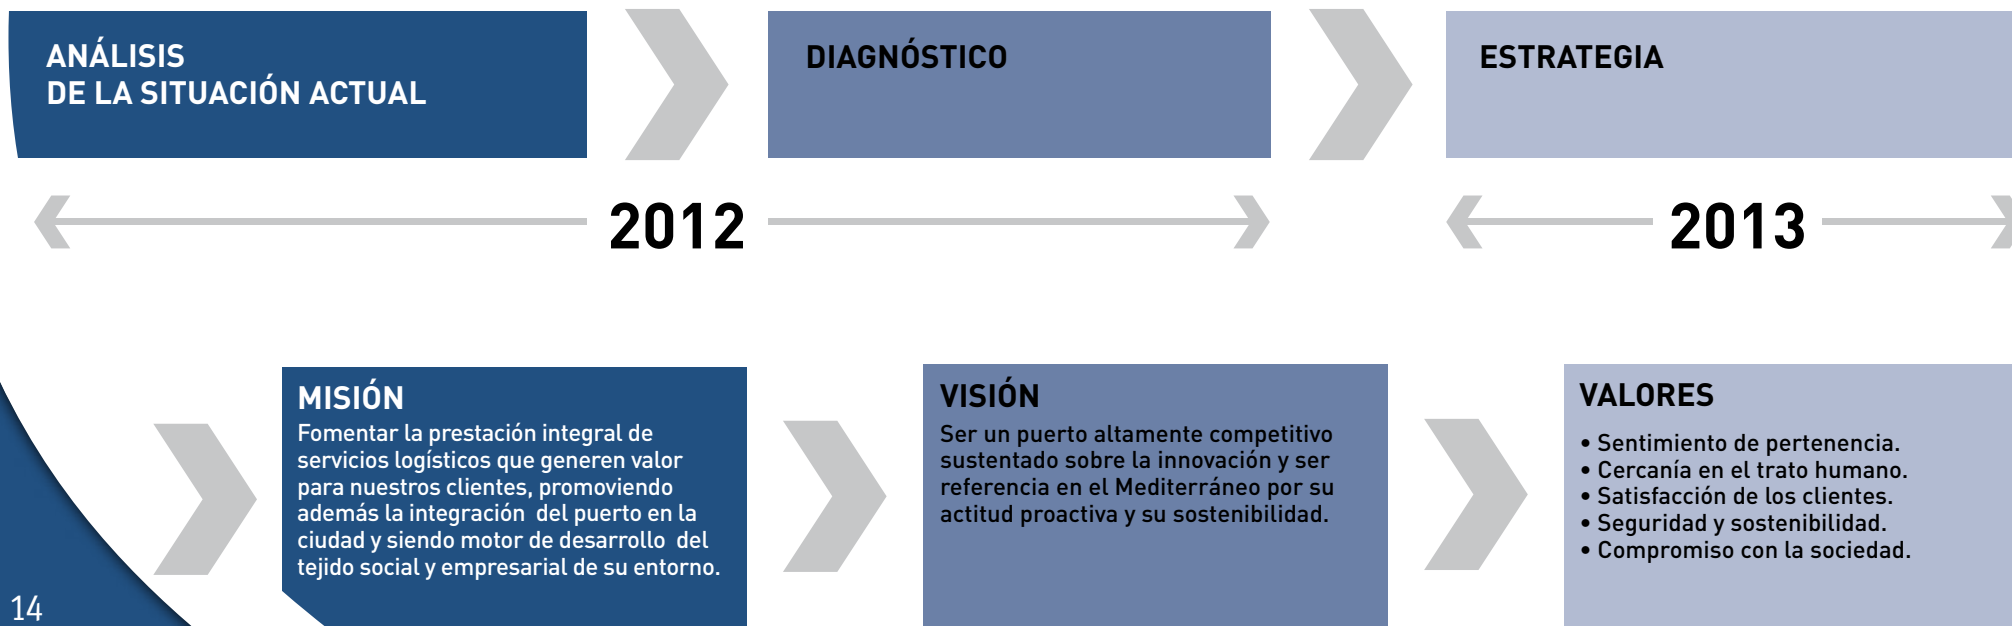 ANÁLISIS
DE LA SITUACIÓN ACTUAL
DIAGNÓSTICO
ESTRATEGIA
2012
2013
MISIÓN
Fomentar la prestación integral de
servicios logísticos que generen valor
para nuestros clientes, promoviendo
además la integración del puerto en la
ciudad y siendo motor de desarrollo del
tejido social y empresarial de su entorno.
VISIÓN
Ser un puerto altamente competitivo
sustentado sobre la innovación y ser
referencia en el Mediterráneo por su
actitud proactiva y su sostenibilidad.
VALORES
• Sentimiento de pertenencia.
• Cercanía en el trato humano.
• Satisfacción de los clientes.
• Seguridad y sostenibilidad.
• Compromiso con la sociedad.
14